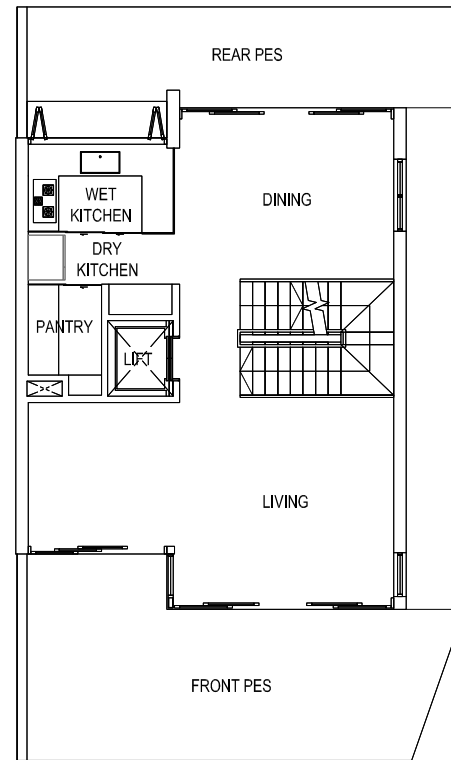 REAR PES
WET
KITCHEN
DINING
DRY
KITCHEN
PANTRY
LIFT
LIVING
FRONT PES